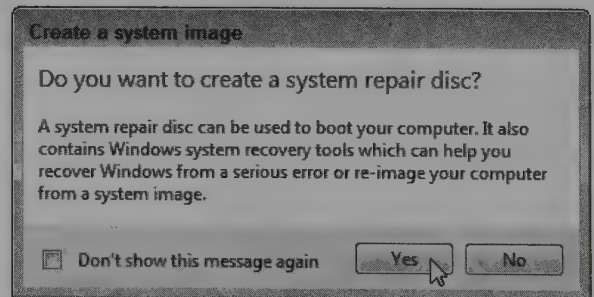 Create a system image
Do you want to create a system repair disc?
A system repair disc can be used to boot your computer. It also
contains Windows system recovery tools which can help you
recover Windows from a serious error or re-image your computer
from a system image.
Don't show this message again
Yes
No